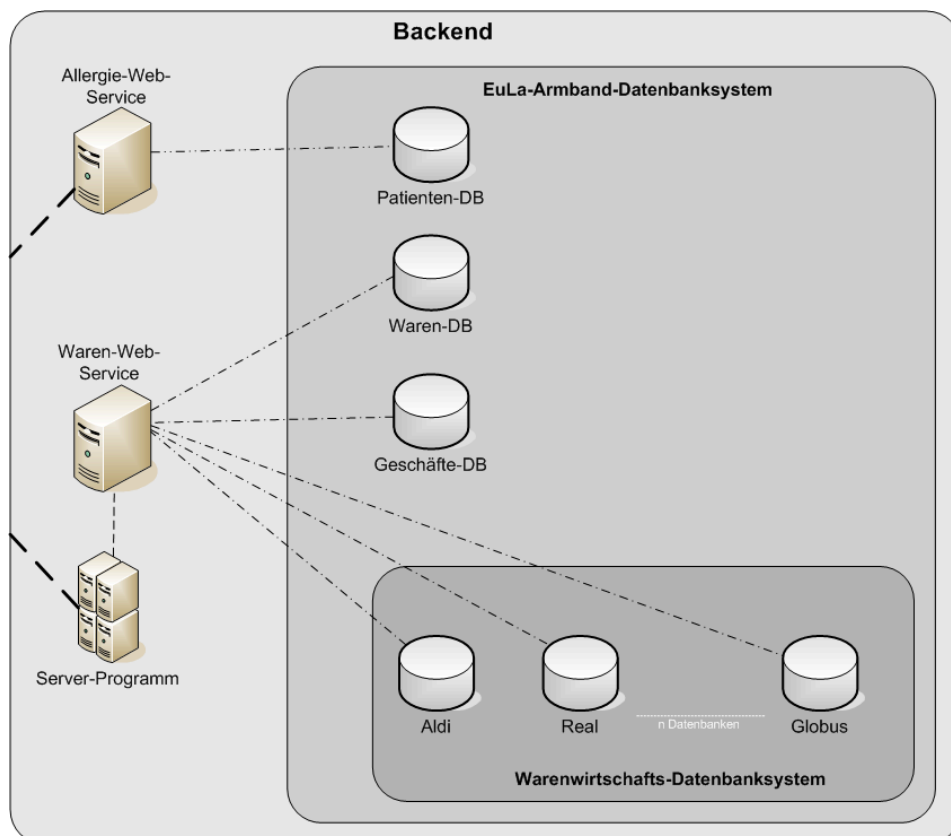 Backend
Allergie-Web-
Service
EuLa-Armband-Datenbanksystem
Patienten-DB
Waren-DB
Waren-Web-
Service
Geschäfte-DB
Server-Programm
Aldi
Real
n Datenbanken
Globus
Warenwirtschafts-Datenbanksystem